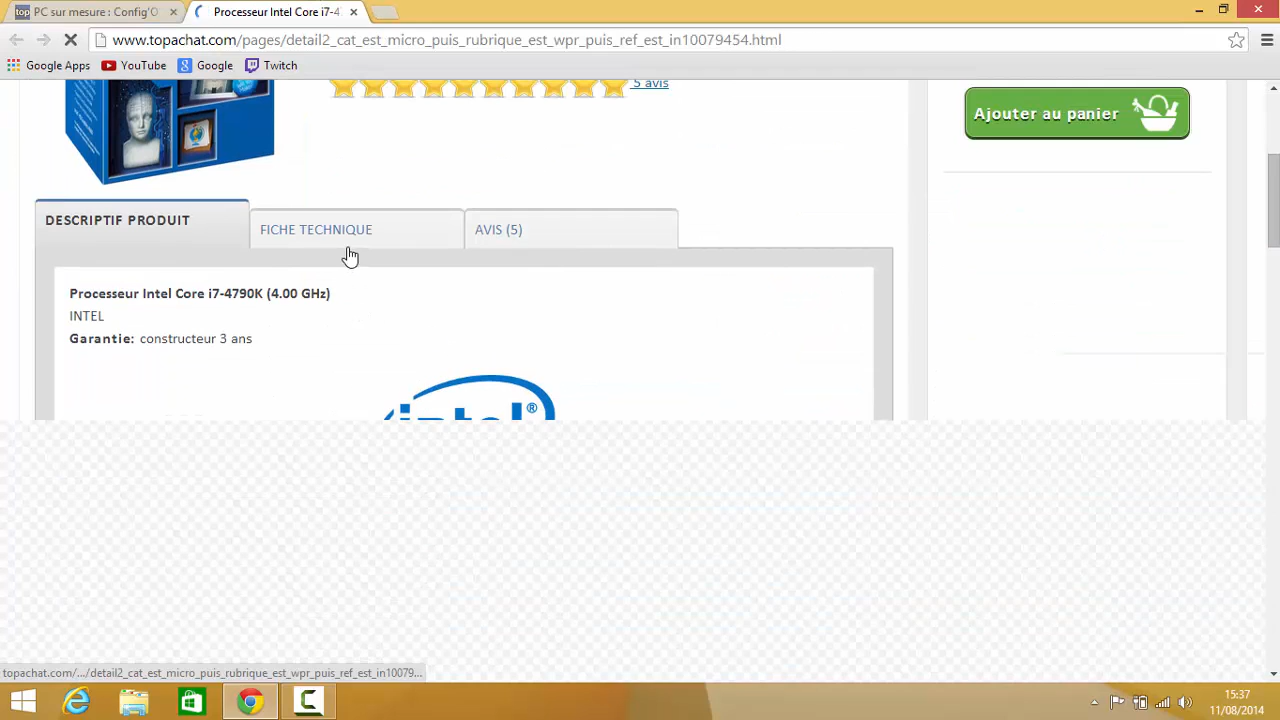 top PC sur mesure : Config'O
Processeur Intel Core i7-4
www.topachat.com/pages/detail2_cat_est_micro_puis_rubrique_est_wpr_puis_ref_est_in10079454.html
Google Apps YouTube Google Twitch
5 avis
Ajouter au panier
DESCRIPTIF PRODUIT
FICHE TECHNIQUE
AVIS (5)
Processeur Intel Core i7-4790K (4.00 GHz)
INTEL
Garantie: constructeur 3 ans
intel®
topachat.com/.../detail2_cat_est_micro_puis_rubrique_est_wpr_puis_ref_est_in10079...
15:37
11/08/2014